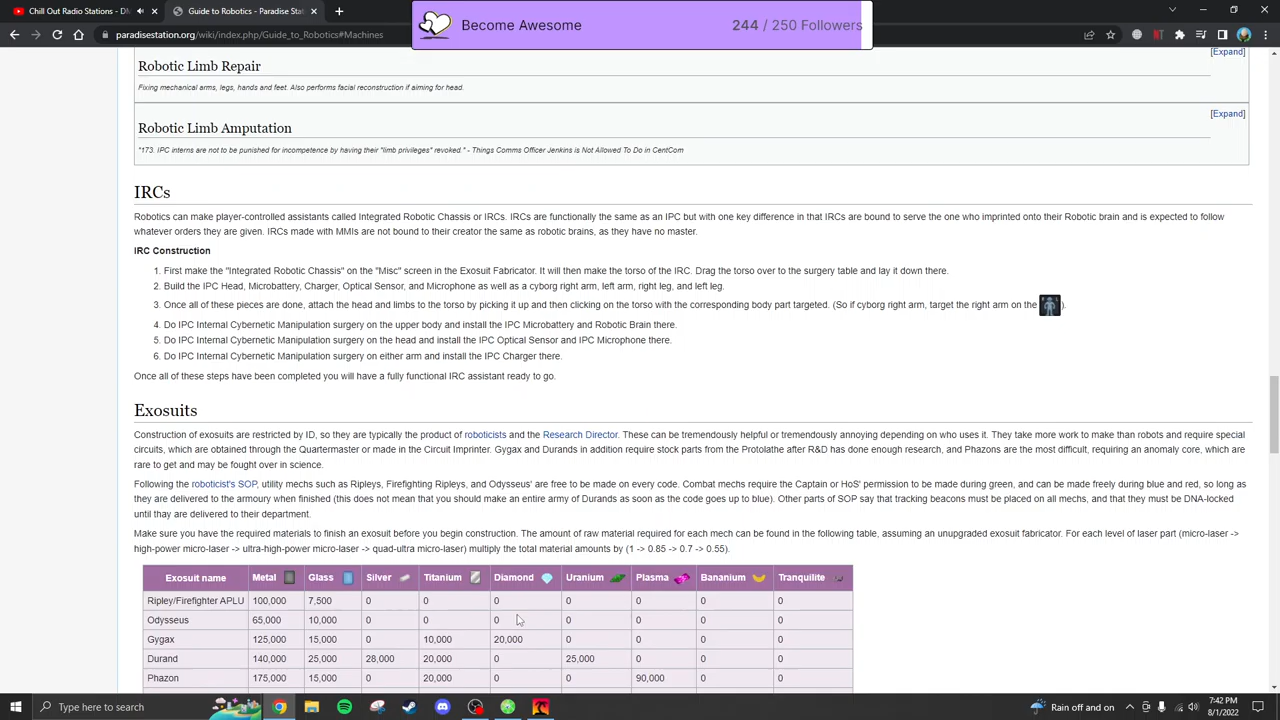 Chill Out Radio Stations - Di
Chill Out Radio Stations - Di
Become Awesome
244 / 250 Followers
paradisestation.org/wiki/index.php/Guide_to_Robotics#Machines
[Expand]
Robotic Limb Repair
Fixing mechanical arms, legs, hands and feet. Also performs facial reconstruction if aiming for head.
[Expand]
Robotic Limb Amputation
"173. IPC interns are not to be punished for incompetence by having their "limb privileges" revoked." - Things Comms Officer Jenkins is Not Allowed To Do in CentCom
IRCs
Robotics can make player-controlled assistants called Integrated Robotic Chassis or IRCs. IRCs are functionally the same as an IPC but with one key difference in that IRCs are bound to serve the one who imprinted onto their Robotic brain and is expected to follow
whatever orders they are given. IRCs made with MMIs are not bound to their creator the same as robotic brains, as they have no master.
IRC Construction
1. First make the "Integrated Robotic Chassis" on the "Misc" screen in the Exosuit Fabricator. It will then make the torso of the IRC. Drag the torso over to the surgery table and lay it down there.
2. Build the IPC Head, Microbattery, Charger, Optical Sensor, and Microphone as well as a cyborg right arm, left arm, right leg, and left leg.
3. Once all of these pieces are done, attach the head and limbs to the torso by picking it up and then clicking on the torso with the corresponding body part targeted. (So if cyborg right arm, target the right arm on the ).
4. Do IPC Internal Cybernetic Manipulation surgery on the upper body and install the IPC Microbattery and Robotic Brain there.
5. Do IPC Internal Cybernetic Manipulation surgery on the head and install the IPC Optical Sensor and IPC Microphone there.
6. Do IPC Internal Cybernetic Manipulation surgery on either arm and install the IPC Charger there.
Once all of these steps have been completed you will have a fully functional IRC assistant ready to go.
Exosuits
Construction of exosuits are restricted by ID, so they are typically the product of roboticists and the Research Director. These can be tremendously helpful or tremendously annoying depending on who uses it. They take more work to make than robots and require special
circuits, which are obtained through the Quartermaster or made in the Circuit Imprinter. Gygax and Durands in addition require stock parts from the Protolathe after R&D has done enough research, and Phazons are the most difficult, requiring an anomaly core, which are
rare to get and may be fought over in science.
Following the roboticist's SOP, utility mechs such as Ripleys, Firefighting Ripleys, and Odysseus' are free to be made on every code. Combat mechs require the Captain or HoS' permission to be made during green, and can be made freely during blue and red, so long as
they are delivered to the armoury when finished (this does not mean that you should make an entire army of Durands as soon as the code goes up to blue). Other parts of SOP say that tracking beacons must be placed on all mechs, and that they must be DNA-locked
until thay are delivered to their department.
Make sure you have the required materials to finish an exosuit before you begin construction. The amount of raw material required for each mech can be found in the following table, assuming an unupgraded exosuit fabricator. For each level of laser part (micro-laser ->
high-power micro-laser -> ultra-high-power micro-laser -> quad-ultra micro-laser) multiply the total material amounts by (1 -> 0.85 -> 0.7 -> 0.55).
Exosuit name Metal Glass Silver Titanium Diamond Uranium Plasma Bananium Tranquilite
Ripley/Firefighter APLU 100,000 7,500 0 0 0 0 0 0 0
Odysseus 65,000 10,000 0 0 0 0 0 0 0
Gygax 125,000 15,000 0 10,000 20,000 0 0 0 0
Durand 140,000 25,000 28,000 20,000 0 25,000 0 0 0
Phazon 175,000 15,000 0 20,000 0 0 90,000 0 0
Type here to search
Rain off and on
7:42 PM
8/1/2022